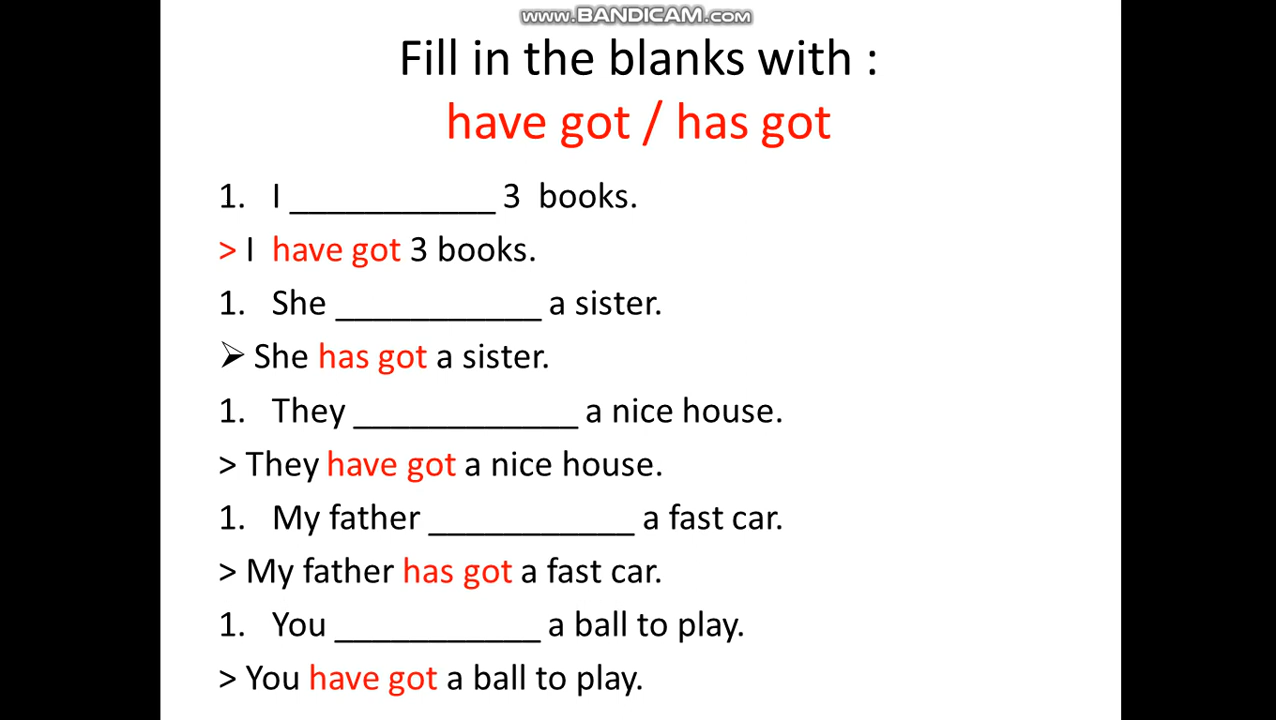 www.BANDICAM.com
Fill in the blanks with :
have got / has got
1. I ___________ 3 books.
> I have got 3 books.
1. She ___________ a sister.
➢ She has got a sister.
1. They ____________ a nice house.
> They have got a nice house.
1. My father ___________ a fast car.
> My father has got a fast car.
1. You ___________ a ball to play.
> You have got a ball to play.